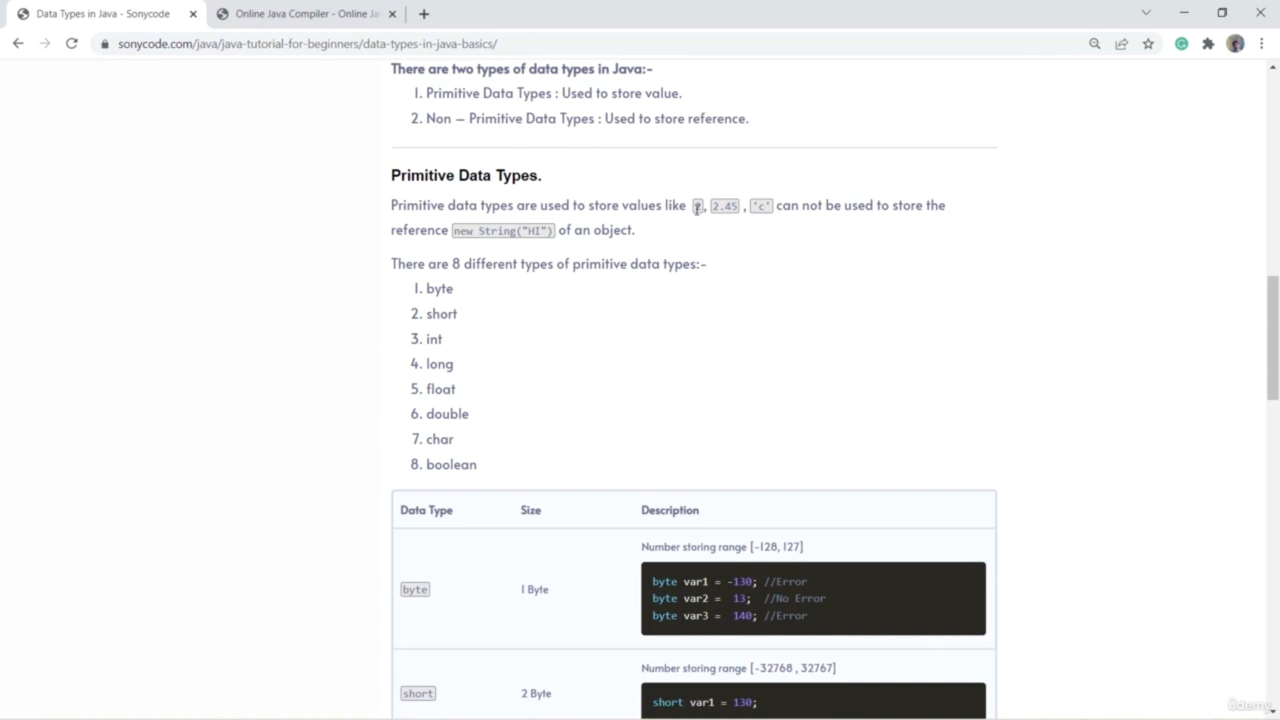 Data Types in Java - Sonycode
Online Java Compiler - Online Ja
sonycode.com/java/java-tutorial-for-beginners/data-types-in-java-basics/
There are two types of data types in Java:-
1. Primitive Data Types : Used to store value.
2. Non – Primitive Data Types : Used to store reference.
Primitive Data Types.
Primitive data types are used to store values like , 2.45 , 'c' can not be used to store the
reference new String("HI") of an object.
There are 8 different types of primitive data types:-
1. byte
2. short
3. int
4. long
5. float
6. double
7. char
8. boolean
Data Type Size Description
Number storing range [-128, 127]
byte 1 Byte
byte var1 = -130; //Error
byte var2 = 13; //No Error
byte var3 = 140; //Error
Number storing range [-32768 , 32767]
short 2 Byte
short var1 = 130;
ûdemy